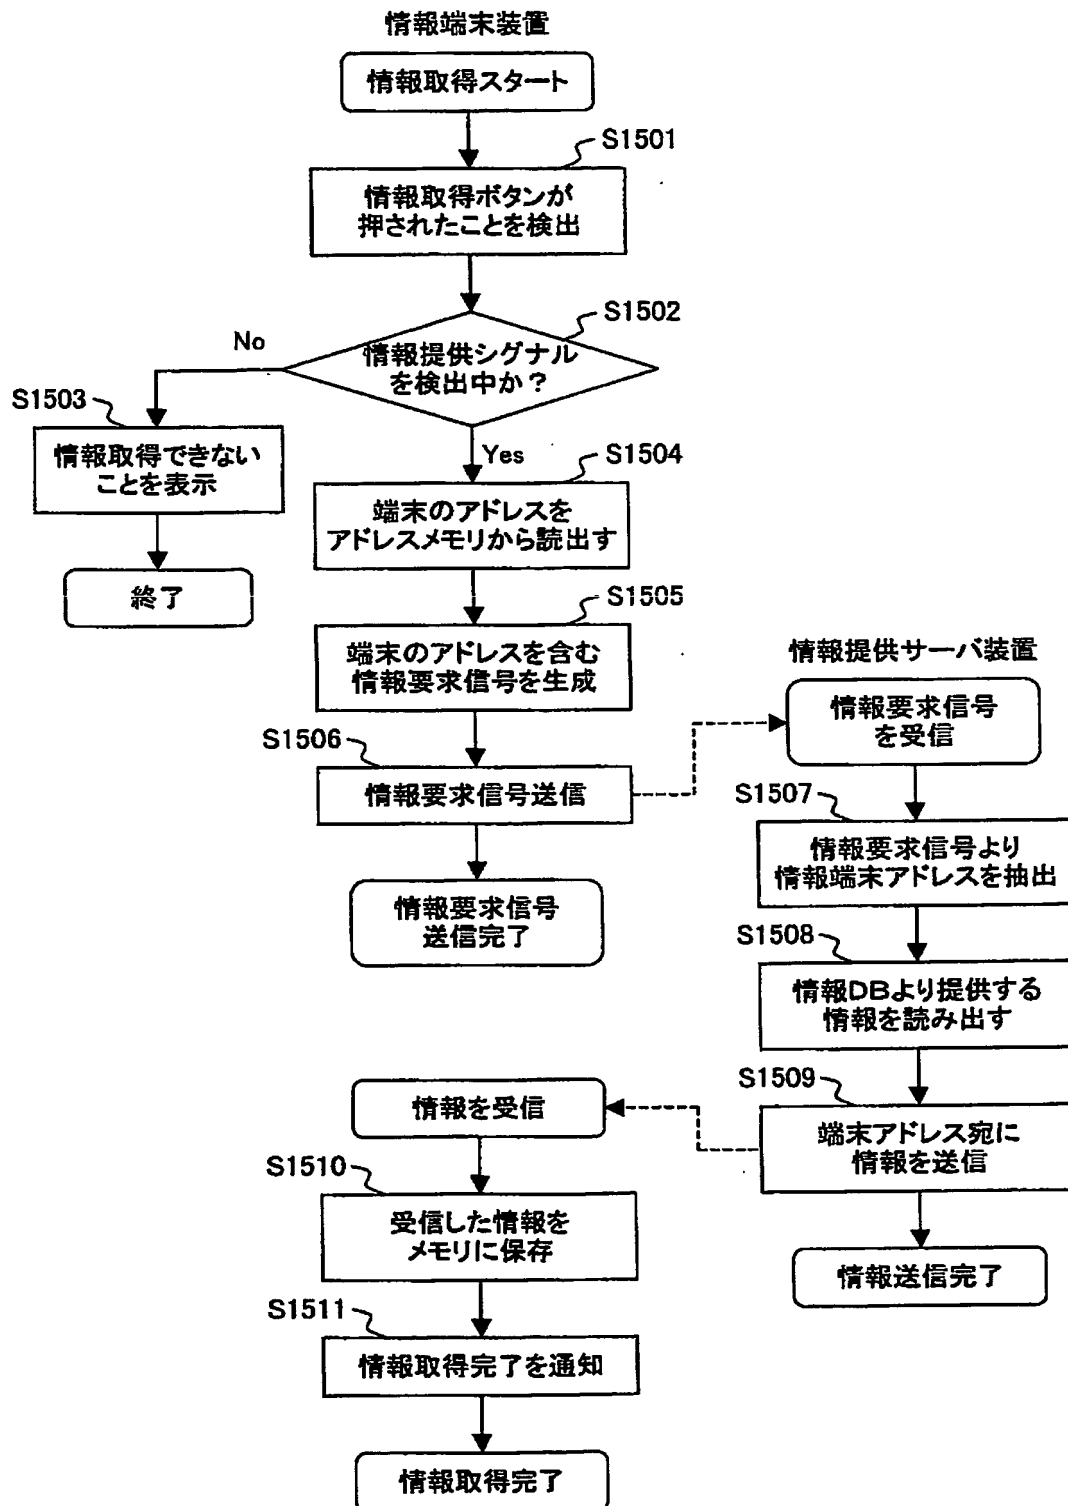 情報端末装置
情報取得スタート
S1501
情報取得ボタンが
押されたことを検出
S1502
No
情報提供シグナル
を検出中か？
S1503
情報取得できない
ことを表示
終了
Yes
S1504
端末のアドレスを
アドレスメモリから読出す
S1505
端末のアドレスを含む
情報要求信号を生成
S1506
情報要求信号送信
情報要求信号
送信完了
情報提供サーバ装置
情報要求信号
を受信
S1507
情報要求信号より
情報端末アドレスを抽出
S1508
情報DBより提供する
情報を読み出す
S1509
端末アドレス宛に
情報を送信
情報送信完了
情報を受信
S1510
受信した情報を
メモリに保存
S1511
情報取得完了を通知
情報取得完了